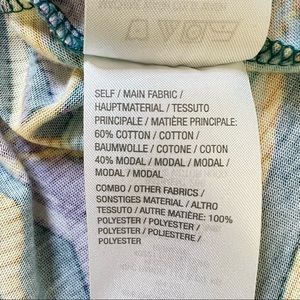 SELF / MAIN FABRIC /
HAUPTMATERIAL / TESSUTO
PRINCIPALE / MATIÈRE PRINCIPALE:
60% COTTON / COTTON /
BAUMWOLLE / COTONE / COTON
40% MODAL / MODAL / MODAL /
MODAL / MODAL
COMBO / OTHER FABRICS /
SONSTIGES MATERIAL / ALTRO
TESSUTO / AUTRE MATIÈRE: 100%
POLYESTER / POLYESTER /
POLYESTER / POLIESTERE /
POLYESTER